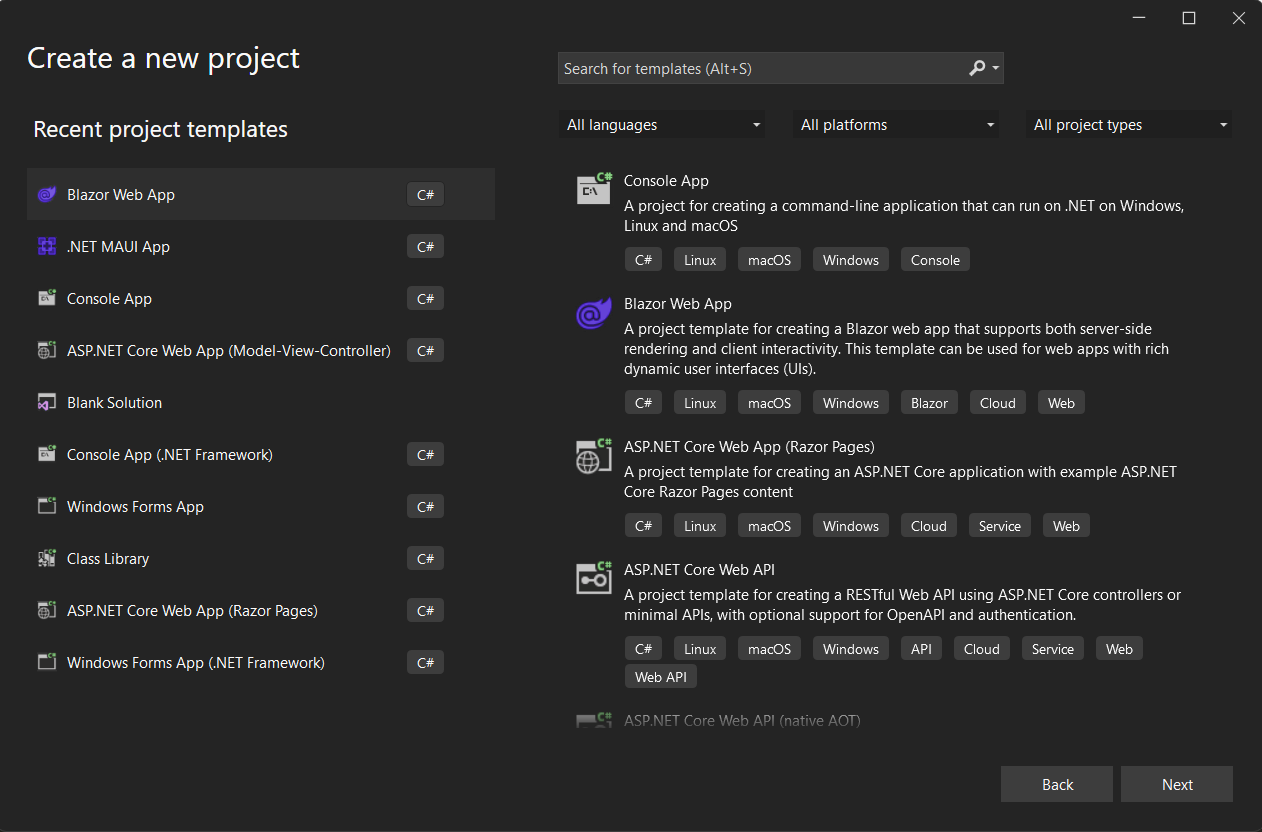 Create a new project
Search for templates (Alt+S)
Recent project templates
All languages
All platforms
All project types
Blazor Web App
C#
.NET MAUI App
C#
Console App
C#
ASP.NET Core Web App (Model-View-Controller)
C#
Blank Solution
Console App (.NET Framework)
C#
Windows Forms App
C#
Class Library
C#
ASP.NET Core Web App (Razor Pages)
C#
Windows Forms App (.NET Framework)
C#
Console App
A project for creating a command-line application that can run on .NET on Windows,
Linux and macOS
C# Linux macOS Windows Console
Blazor Web App
A project template for creating a Blazor web app that supports both server-side
rendering and client interactivity. This template can be used for web apps with rich
dynamic user interfaces (UIs).
C# Linux macOS Windows Blazor Cloud Web
ASP.NET Core Web App (Razor Pages)
A project template for creating an ASP.NET Core application with example ASP.NET
Core Razor Pages content
C# Linux macOS Windows Cloud Service Web
ASP.NET Core Web API
A project template for creating a RESTful Web API using ASP.NET Core controllers or
minimal APIs, with optional support for OpenAPI and authentication.
C# Linux macOS Windows API Cloud Service Web
Web API
ASP.NET Core Web API (native AOT)
Back
Next